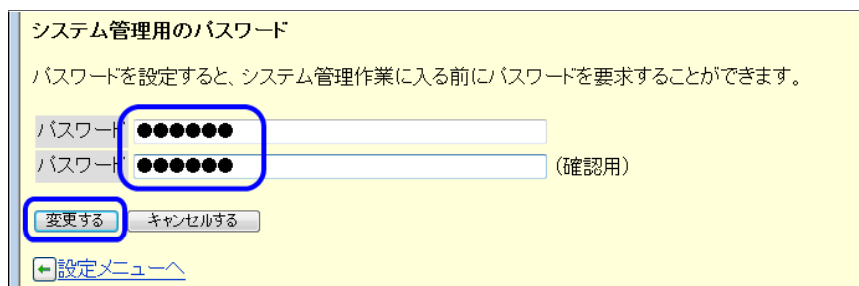 システム管理用のパスワード
パスワードを設定すると、システム管理作業に入る前にパスワードを要求することができます。
パスワード ●●●●●●
パスワード ●●●●●● (確認用)
変更する キャンセルする
設定メニューへ